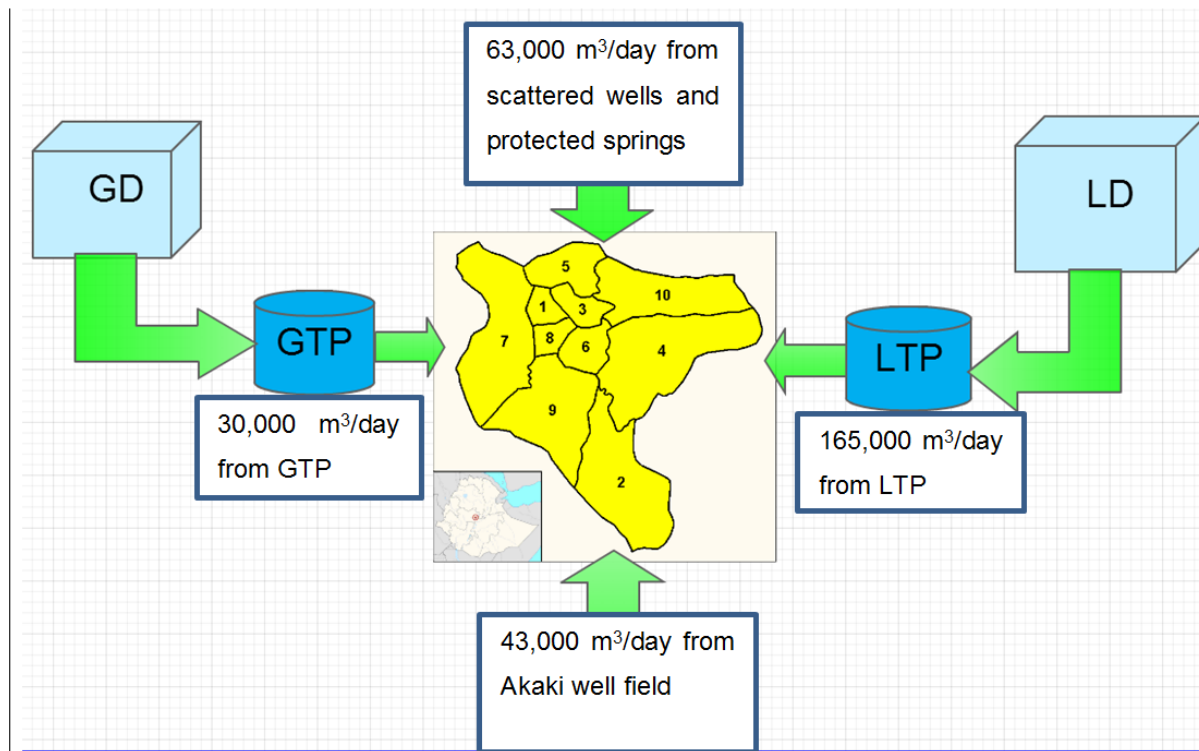 63,000 m³/day from
scattered wells and
protected springs
GD
LD
5
10
1
3
7
8
6
4
9
2
GTP
LTP
30,000 m³/day
from GTP
165,000 m³/day
from LTP
43,000 m³/day from
Akaki well field